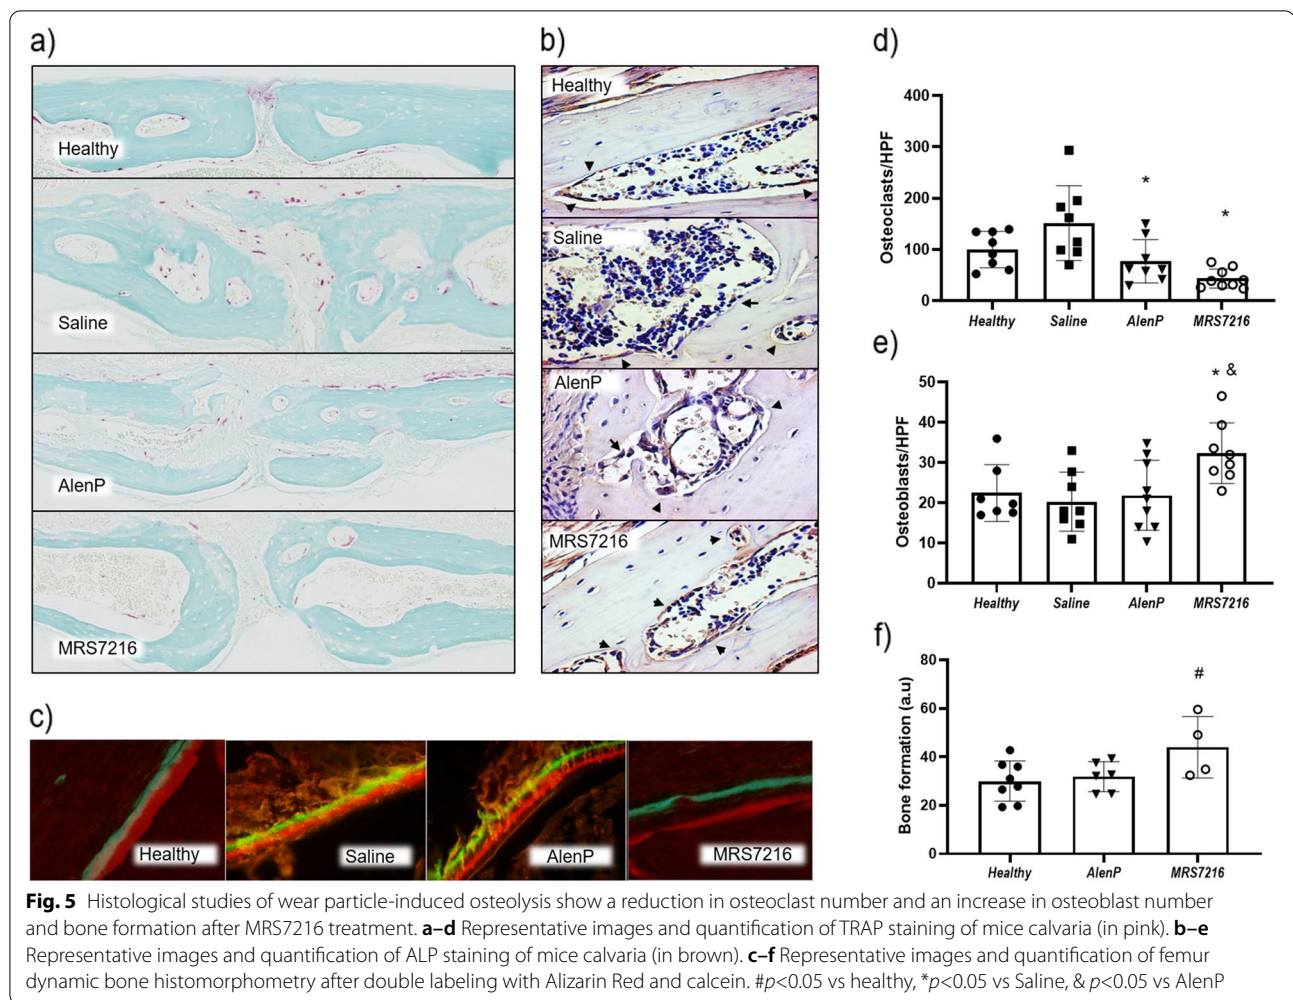 a)
Healthy
Saline
AlenP
MRS7216
b)
Healthy
Saline
AlenP
MRS7216
c)
Healthy
Saline
AlenP
MRS7216
d)
Osteoclasts/HPF
400
300
200
100
0
*
*
Healthy
Saline
AlenP
MRS7216
e)
Osteoblasts/HPF
50
40
30
20
10
0
* &
Healthy
Saline
AlenP
MRS7216
f)
Bone formation (a.u)
80
60
40
20
0
#
Healthy
AlenP
MRS7216
Fig. 5 Histological studies of wear particle-induced osteolysis show a reduction in osteoclast number and an increase in osteoblast number
and bone formation after MRS7216 treatment. a–d Representative images and quantification of TRAP staining of mice calvaria (in pink). b–e
Representative images and quantification of ALP staining of mice calvaria (in brown). c–f Representative images and quantification of femur
dynamic bone histomorphometry after double labeling with Alizarin Red and calcein. #p<0.05 vs healthy, *p<0.05 vs Saline, & p<0.05 vs AlenP